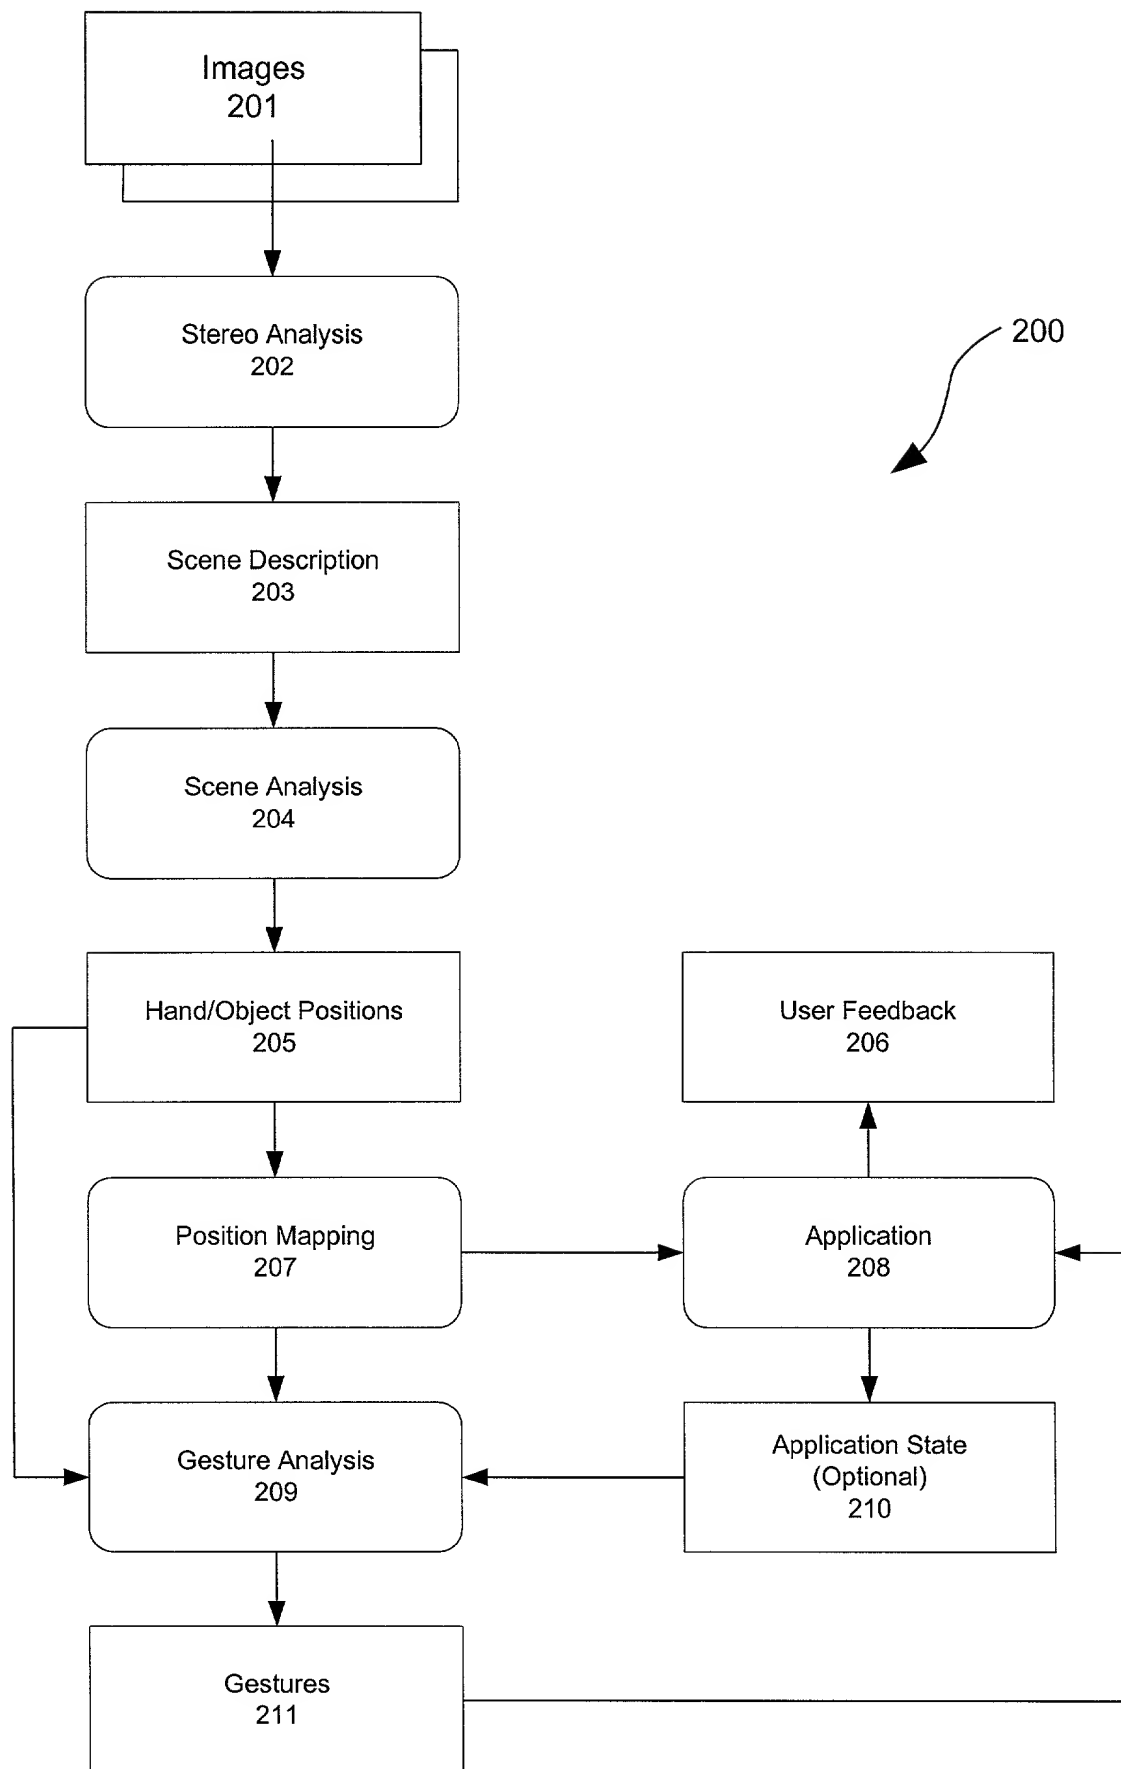 Images
201
Stereo Analysis
202
200
Scene Description
203
Scene Analysis
204
Hand/Object Positions
205
User Feedback
206
Position Mapping
207
Application
208
Gesture Analysis
209
Application State
(Optional)
210
Gestures
211